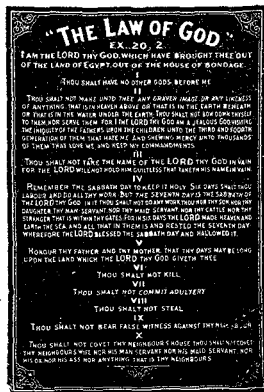 "THE LAW OF GOD"
EX. 20, 2.
I AM THE LORD THY GOD, WHICH HAVE BROUGHT THEE OUT
OF THE LAND OF EGYPT, OUT OF THE HOUSE OF BONDAGE.
THOU SHALT HAVE NO OTHER GODS BEFORE ME
II
THOU SHALT NOT MAKE UNTO THEE ANY GRAVEN IMAGE OR ANY LIKENESS
OF ANYTHING THAT IS IN HEAVEN ABOVE OR THAT IS IN THE EARTH BENEATH
OR THAT IS IN THE WATER UNDER THE EARTH: THOU SHALT NOT BOW DOWN THYSELF
TO THEM, NOR SERVE THEM: FOR I THE LORD THY GOD AM A JEALOUS GOD VISITING
THE INIQUITY OF THE FATHERS UPON THE CHILDREN UNTO THE THIRD AND FOURTH
GENERATION OF THEM THAT HATE ME AND SHEWING MERCY UNTO THOUSANDS
OF THEM THAT LOVE ME, AND KEEP MY COMMANDMENTS.
III
THOU SHALT NOT TAKE THE NAME OF THE LORD THY GOD IN VAIN
FOR THE LORD WILL NOT HOLD HIM GUILTLESS THAT TAKETH HIS NAME IN VAIN.
IV
REMEMBER THE SABBATH DAY TO KEEP IT HOLY. SIX DAYS SHALT THOU
LABOUR AND DO ALL THY WORK: BUT THE SEVENTH DAY IS THE SABBATH OF
THE LORD THY GOD: IN IT THOU SHALT NOT DO ANY WORK THOU NOR THY SON NOR THY
DAUGHTER THY MAN SERVANT, NOR THY MAID SERVANT, NOR THY CATTLE NOR THY
STRANGER THAT IS WITHIN THY GATES: FOR IN SIX DAYS THE LORD MADE HEAVEN AND
EARTH THE SEA, AND ALL THAT IN THEM IS AND RESTED THE SEVENTH DAY
WHEREFORE THE LORD BLESSED THE SABBATH DAY AND HALLOWED IT.
V
HONOUR THY FATHER AND THY MOTHER, THAT THY DAYS MAY BE LONG
UPON THE LAND WHICH THE LORD THY GOD GIVETH THEE
VI
THOU SHALT NOT KILL
VII
THOU SHALT NOT COMMIT ADULTERY
VIII
THOU SHALT NOT STEAL
IX
THOU SHALT NOT BEAR FALSE WITNESS AGAINST THY NEIGHBOUR
X
THOU SHALT NOT COVET THY NEIGHBOUR'S HOUSE THOU SHALT NOT COVET
THY NEIGHBOUR'S WIFE NOR HIS MAN SERVANT NOR HIS MAID SERVANT, NOR
HIS OX NOR HIS ASS NOR ANYTHING THAT IS THY NEIGHBOURS